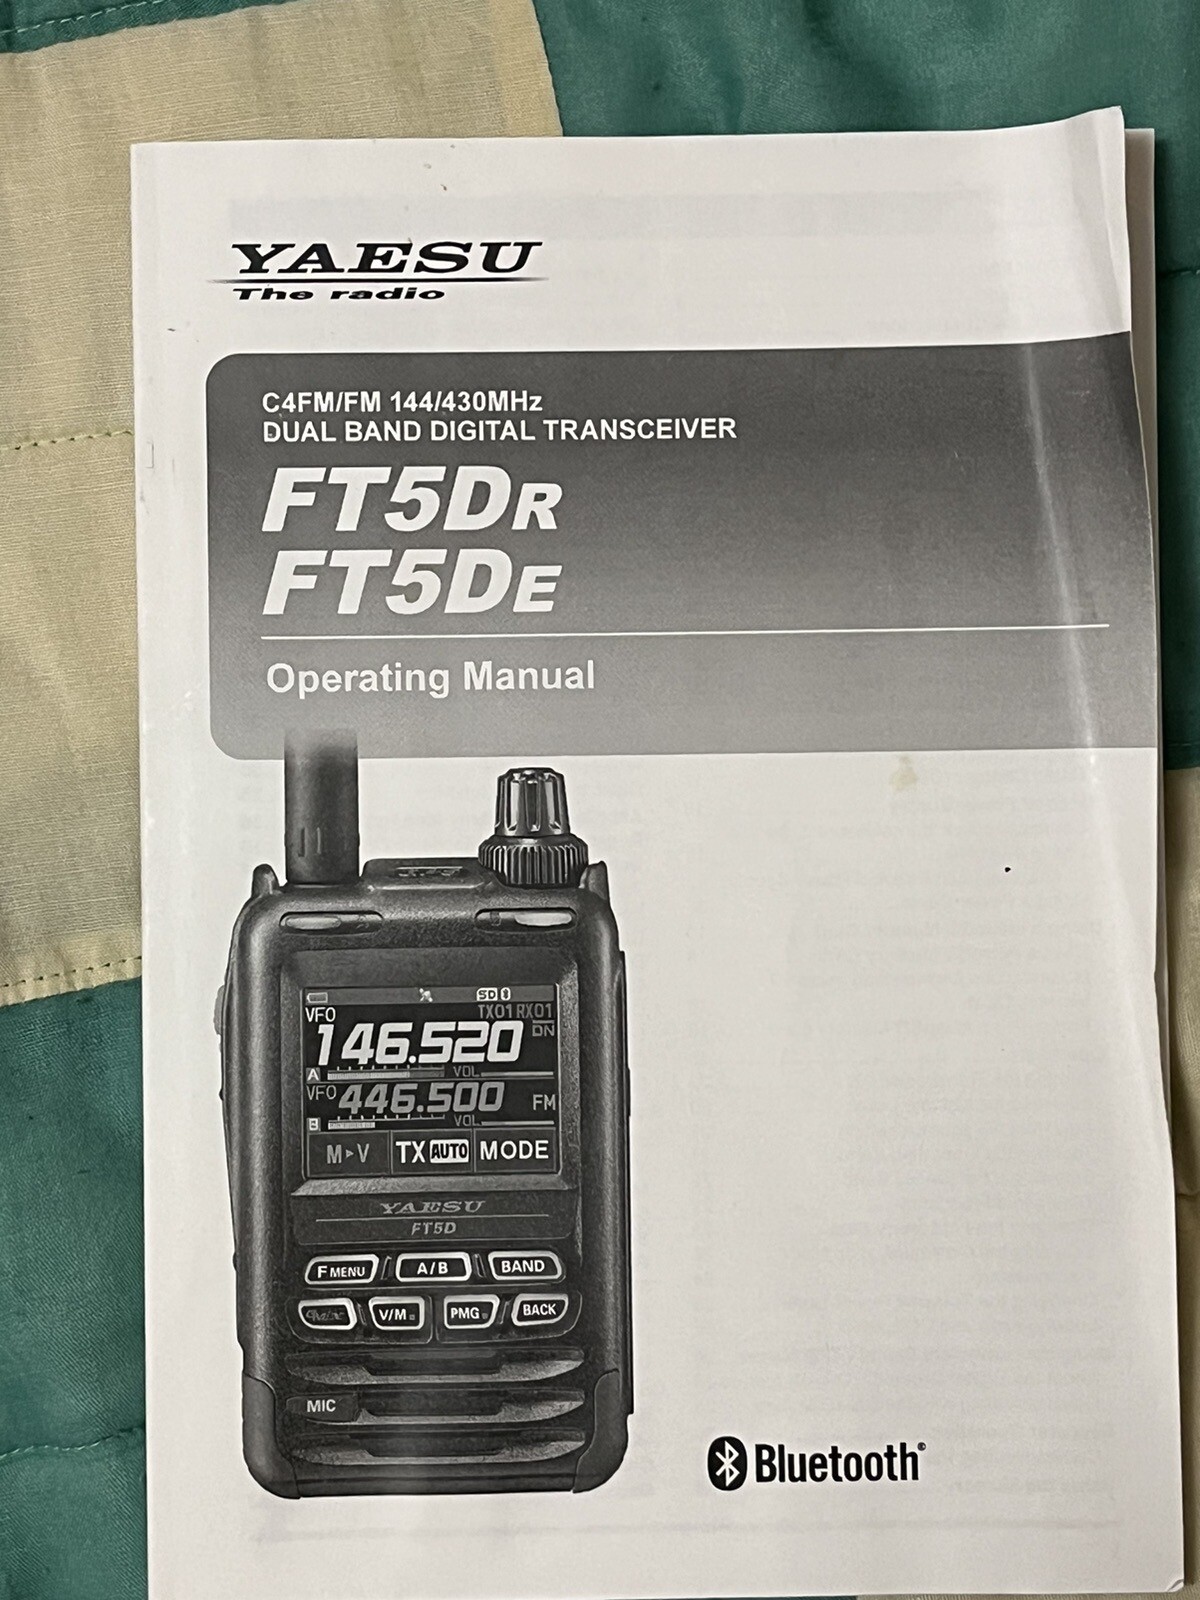 YAESU
The radio
C4FM/FM 144/430MHz
DUAL BAND DIGITAL TRANSCEIVER
FT5DR
FT5DE
Operating Manual
SD
VFO TX01 RX01
146.520 DN
A VOL
VFO 446.500 FM
B VOL
M▸V TX AUTO MODE
YAESU
FT5D
F MENU A/B BAND
V/M PMG BACK
MIC
Bluetooth®